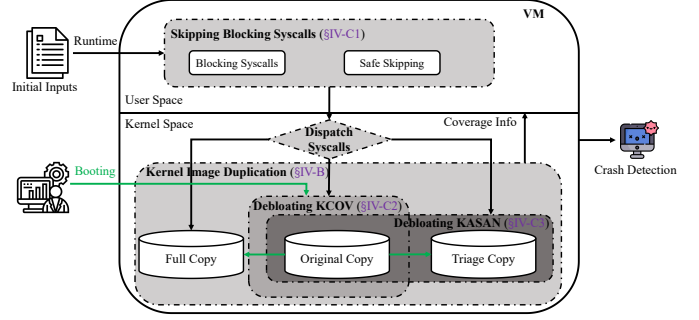 VM
Skipping Blocking Syscalls (§IV-C1)
Runtime
Blocking Syscalls
Safe Skipping
Initial Inputs
User Space
Kernel Space
Coverage Info
Dispatch
Syscalls
Booting
Kernel Image Duplication (§IV-B)
Crash Detection
Debloating KCOV (§IV-C2)
Debloating KASAN (§IV-C3)
Full Copy
Original Copy
Triage Copy